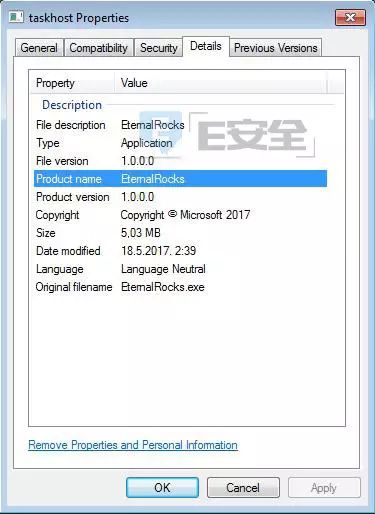 taskhost Properties
General Compatibility Security Details Previous Versions
Property Value
Description
File description EternalRocks
E安全
Type Application
File version 1.0.0.0
Product name EternalRocks
Product version 1.0.0.0
Copyright Copyright © Microsoft 2017
Size 5,03 MB
Date modified 18.5.2017. 2:39
Language Language Neutral
Original filename EternalRocks.exe
Remove Properties and Personal Information
OK Cancel Apply